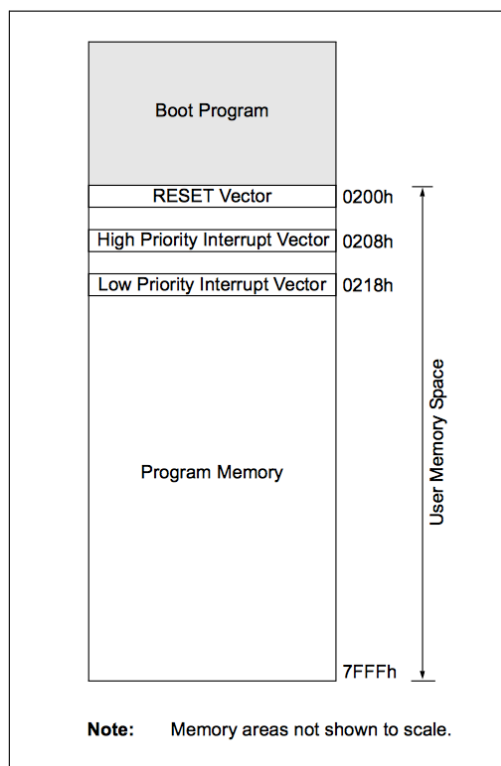 Boot Program
RESET Vector 0200h
High Priority Interrupt Vector 0208h
Low Priority Interrupt Vector 0218h
User Memory Space
Program Memory
7FFFh
Note: Memory areas not shown to scale.